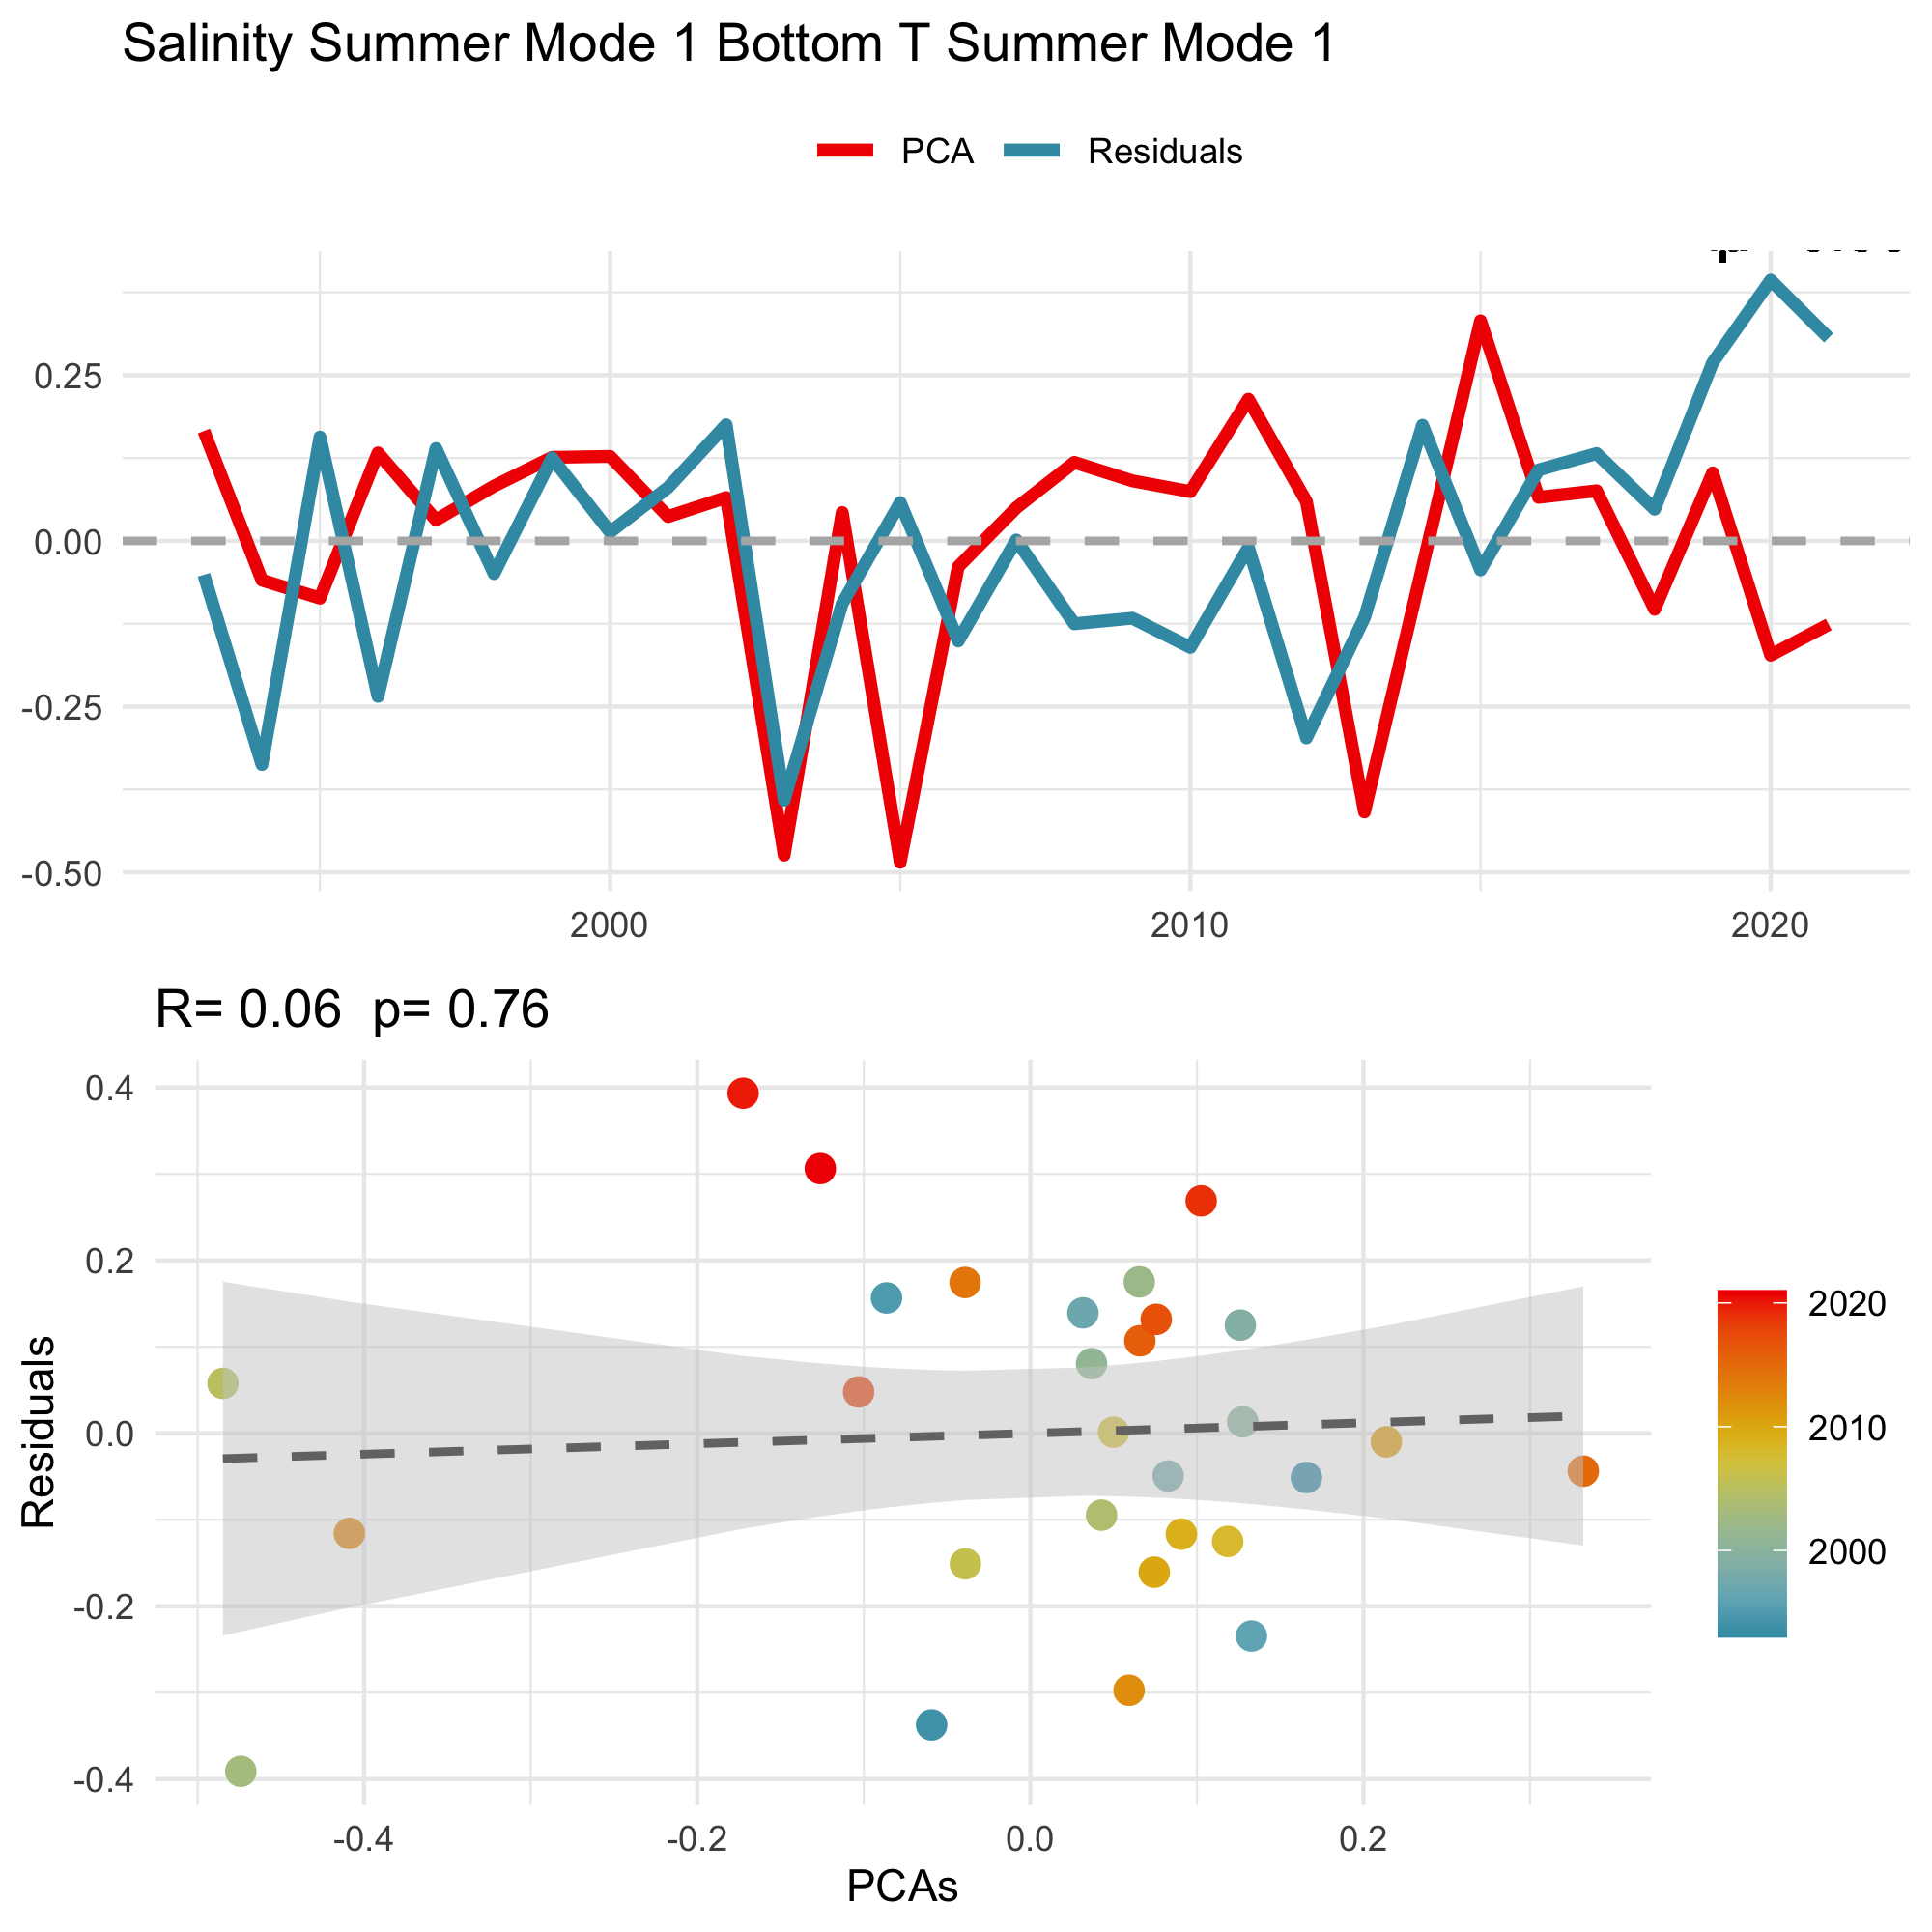 Salinity Summer Mode 1 Bottom T Summer Mode 1
PCA Residuals
0.25
0.00
-0.25
-0.50
2000 2010 2020
R= 0.06 p= 0.76
0.4
0.2
0.0
-0.2
-0.4
Residuals
-0.4 -0.2 0.0 0.2
PCAs
2020
2010
2000